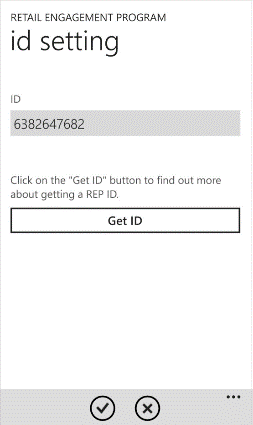 RETAIL ENGAGEMENT PROGRAM
id setting
ID
6382647682
Click on the "Get ID" button to find out more
about getting a REP ID.
Get ID